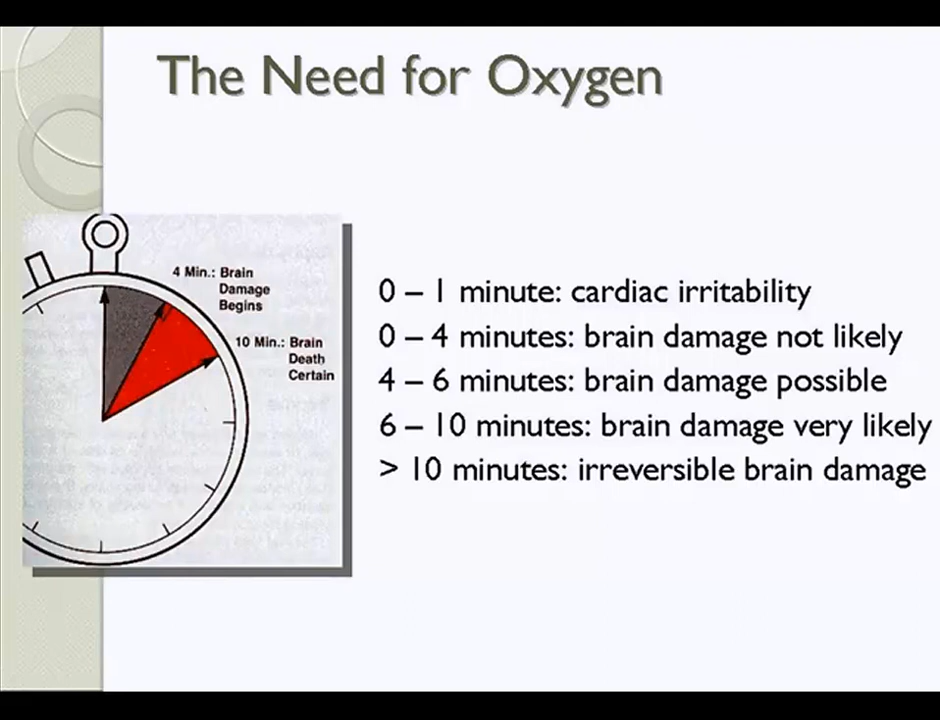 The Need for Oxygen
4 Min.: Brain
Damage
Begins
10 Min.: Brain
Death
Certain
0 – 1 minute: cardiac irritability
0 – 4 minutes: brain damage not likely
4 – 6 minutes: brain damage possible
6 – 10 minutes: brain damage very likely
> 10 minutes: irreversible brain damage